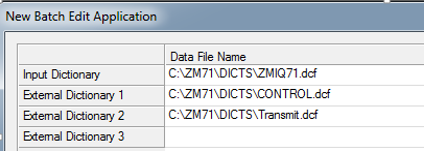 New Batch Edit Application
Data File Name
Input Dictionary C:\ZM71\DICTS\ZMIQ71.dcf
External Dictionary 1 C:\ZM71\DICTS\CONTROL.dcf
External Dictionary 2 C:\ZM71\DICTS\Transmit.dcf
External Dictionary 3